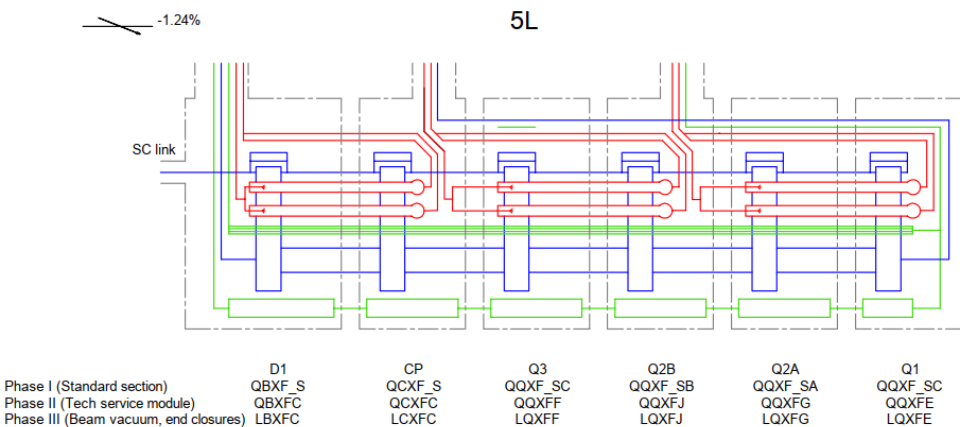 -1.24%
5L
SC link
D1 CP Q3 Q2B Q2A Q1
Phase I (Standard section) QBXF_S QCXF_S QQXF_SC QQXF_SB QQXF_SA QQXF_SC
Phase II (Tech service module) QBXFC QCXFC QQXFF QQXFJ QQXFG QQXFE
Phase III (Beam vacuum, end closures) LBXFC LCXFC LQXFF LQXFJ LQXFG LQXFE